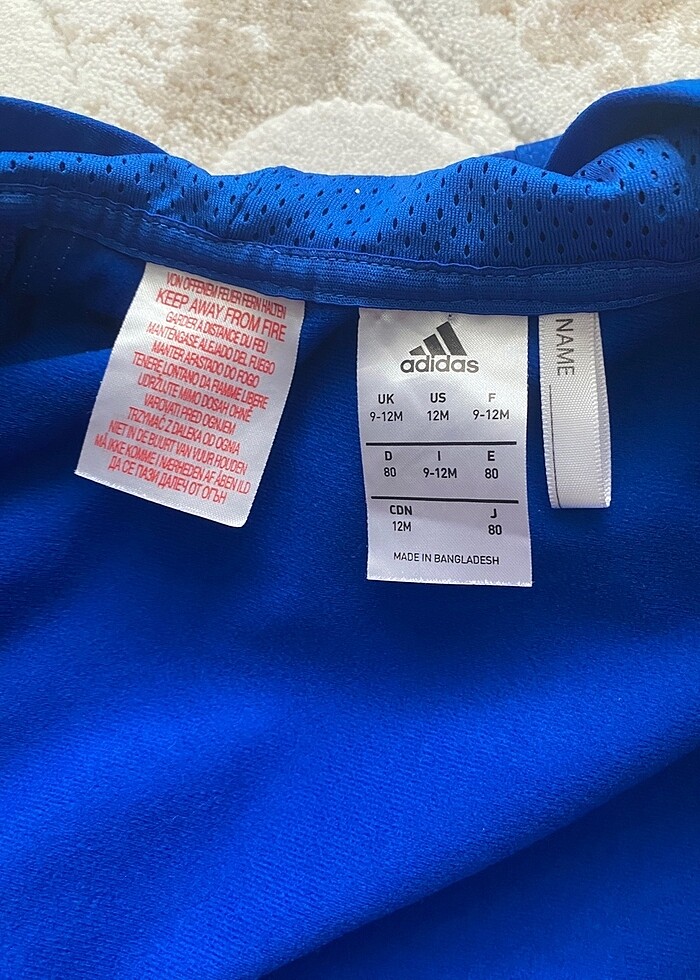 VON OFFENEM FEUER FERN HALTEN
KEEP AWAY FROM FIRE
GARDER A DISTANCE DU FEU
MANTÉNGASE ALEJADO DEL FUEGO
MANTER AFASTADO DO FOGO
TENERE LONTANO DA FIAMME LIBERE
UDRŽUJTE MIMO DOSAH OHNĚ
VAROVATI PRED OGNJEM
TRZYMAĆ Z DALEKA OD OGNIA
NIET IN DE BUURT VAN VUUR HOUDEN
MÅ IKKE KOMME I NÆRHEDEN AF ÅBEN ILD
ДА СЕ ПАЗИ ДАЛЕЧ ОТ ОГЪН
adidas
UK US F
9-12M 12M 9-12M
D I E
80 9-12M 80
CDN J
12M 80
MADE IN BANGLADESH
NAME